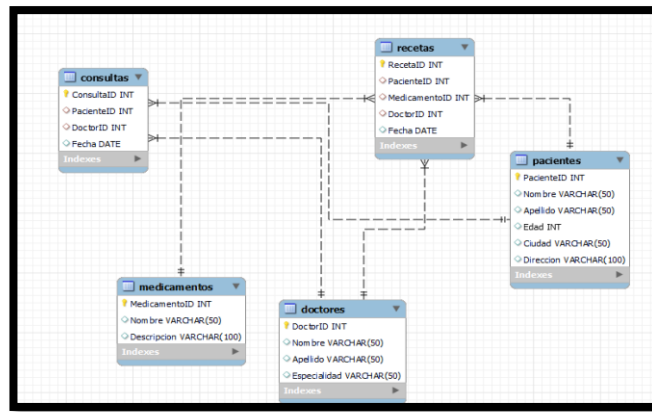 consultas
ConsultaID INT
PacienteID INT
DoctorID INT
Fecha DATE
Indexes
recetas
RecetaID INT
PacienteID INT
MedicamentoID INT
DoctorID INT
Fecha DATE
Indexes
pacientes
PacienteID INT
Nombre VARCHAR(50)
Apellido VARCHAR(50)
Edad INT
Ciudad VARCHAR(50)
Direccion VARCHAR(100)
Indexes
medicamentos
MedicamentoID INT
Nombre VARCHAR(50)
Descripcion VARCHAR(100)
Indexes
doctores
DoctorID INT
Nombre VARCHAR(50)
Apellido VARCHAR(50)
Especialidad VARCHAR(50)
Indexes